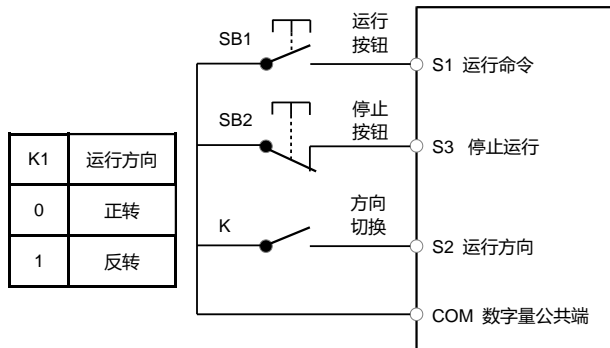 运行
按钮
SB1
S1 运行命令
停止
按钮
SB2
S3 停止运行
K1 运行方向
0 正转
1 反转
方向
切换
K
S2 运行方向
COM 数字量公共端